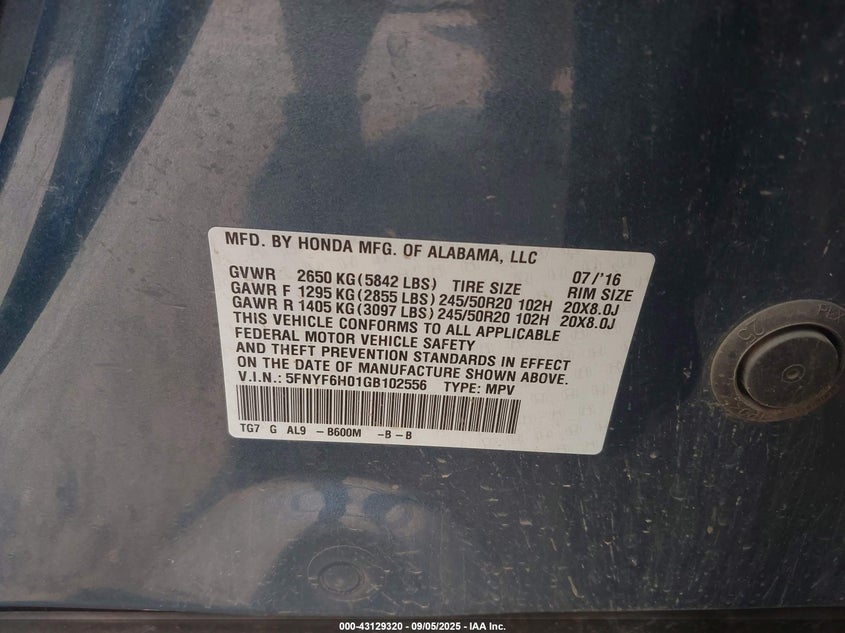 MFD. BY HONDA MFG. OF ALABAMA, LLC
GVWR 2650 KG (5842 LBS) TIRE SIZE 07/'16 RIM SIZE
GAWR F 1295 KG (2855 LBS) 245/50R20 102H 20X8.0J
GAWR R 1405 KG (3097 LBS) 245/50R20 102H 20X8.0J
THIS VEHICLE CONFORMS TO ALL APPLICABLE
FEDERAL MOTOR VEHICLE SAFETY
AND THEFT PREVENTION STANDARDS IN EFFECT
ON THE DATE OF MANUFACTURE SHOWN ABOVE.
V.I.N.: 5FNYF6H01GB102556 TYPE: MPV
TG7 G AL9 -B600M -B-B
000-43129320 - 09/05/2025 - IAA Inc.